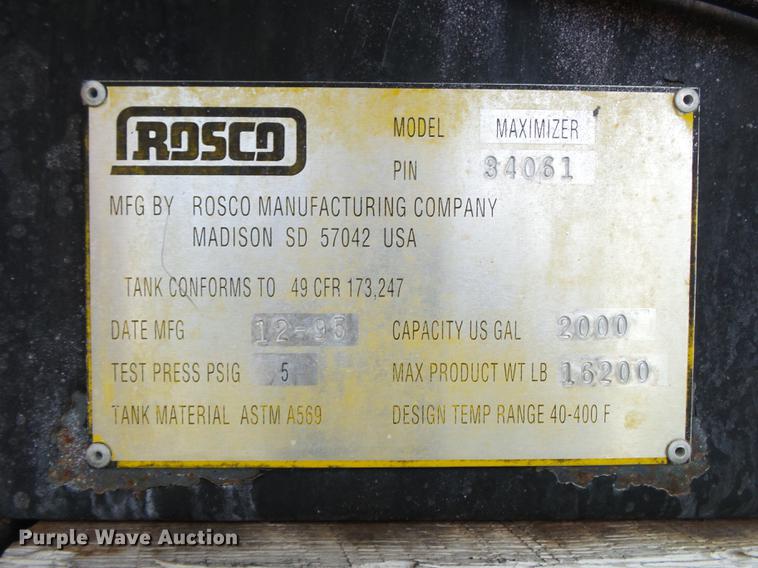 ROSCO
MODEL MAXIMIZER
PIN 34061
MFG BY ROSCO MANUFACTURING COMPANY
MADISON SD 57042 USA
TANK CONFORMS TO 49 CFR 173,247
DATE MFG 12-95 CAPACITY US GAL 2000
TEST PRESS PSIG 5 MAX PRODUCT WT LB 16200
TANK MATERIAL ASTM A569 DESIGN TEMP RANGE 40-400 F
Purple Wave Auction